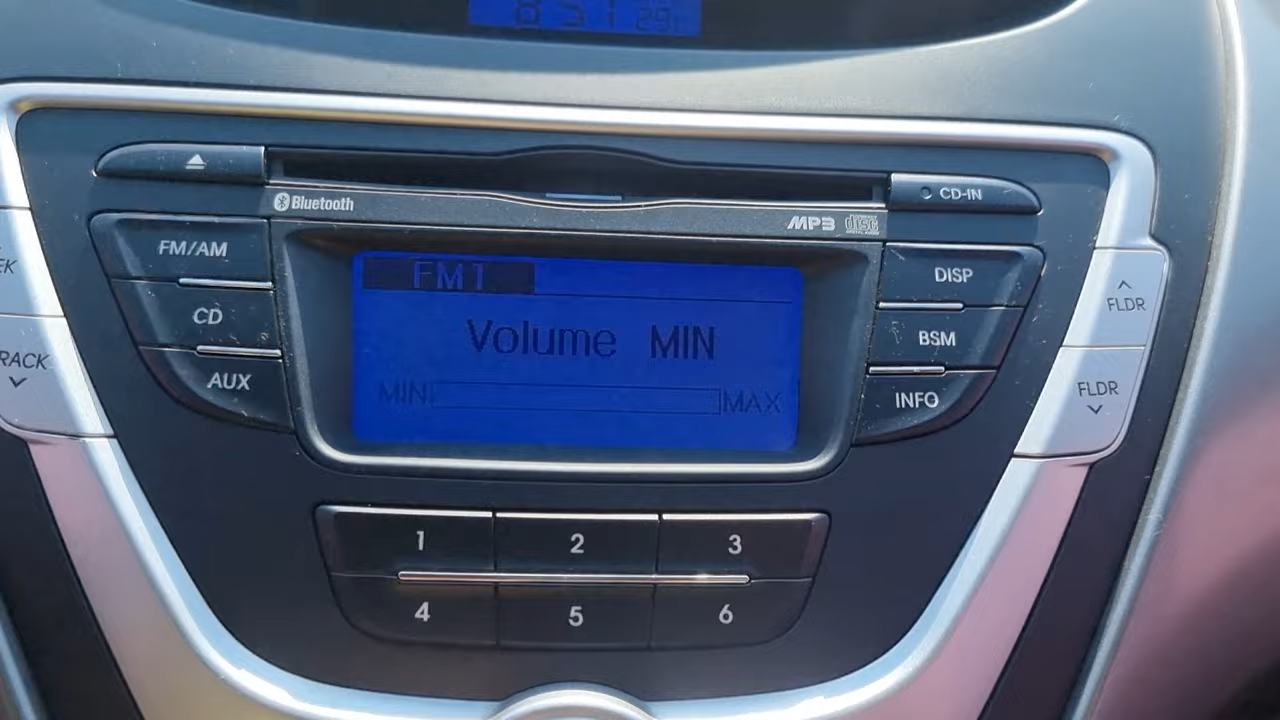 Bluetooth
CD-IN
MP3
disc
FM/AM
CD
AUX
FM1
Volume MIN
MIN
MAX
DISP
BSM
INFO
FLDR
FLDR
1
2
3
4
5
6